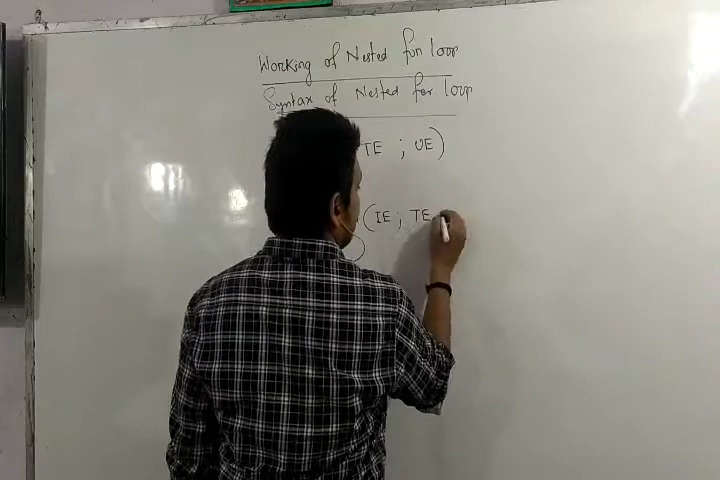 Working of Nested for loop
Syntax of Nested for loop
TE ; UE)
(IE ; TE